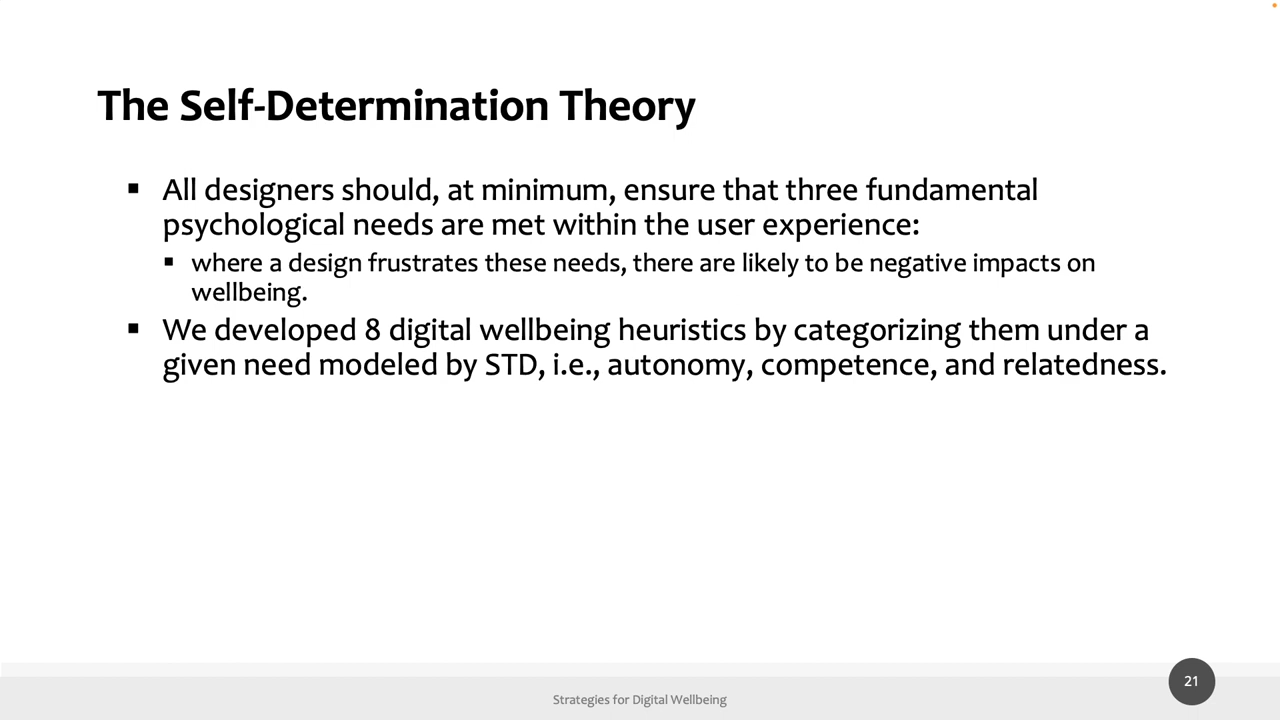 The Self-Determination Theory
▪ All designers should, at minimum, ensure that three fundamental
psychological needs are met within the user experience:
▪ where a design frustrates these needs, there are likely to be negative impacts on
wellbeing.
▪ We developed 8 digital wellbeing heuristics by categorizing them under a
given need modeled by STD, i.e., autonomy, competence, and relatedness.
21
Strategies for Digital Wellbeing